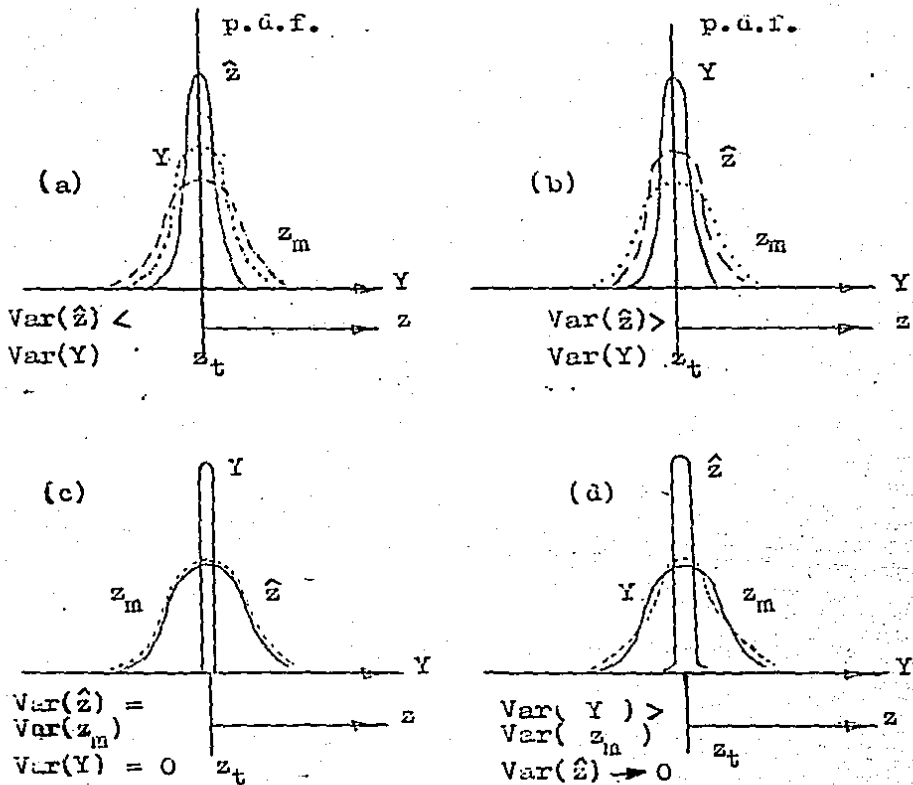 p.d.f.
ẑ
Y
(a)
z_m
Y
Var(ẑ) <
z
Var(Y)
z_t
p.d.f.
Y
ẑ
(b)
z_m
Y
Var(ẑ)>
z
Var(Y)
z_t
(c)
Y
z_m
ẑ
Y
Var(ẑ) =
z
Var(z_m)
Var(Y) = 0
z_t
(d)
ẑ
Y
z_m
Y
Var( Y ) >
z
Var( z_m )
z_t
Var(ẑ) → 0